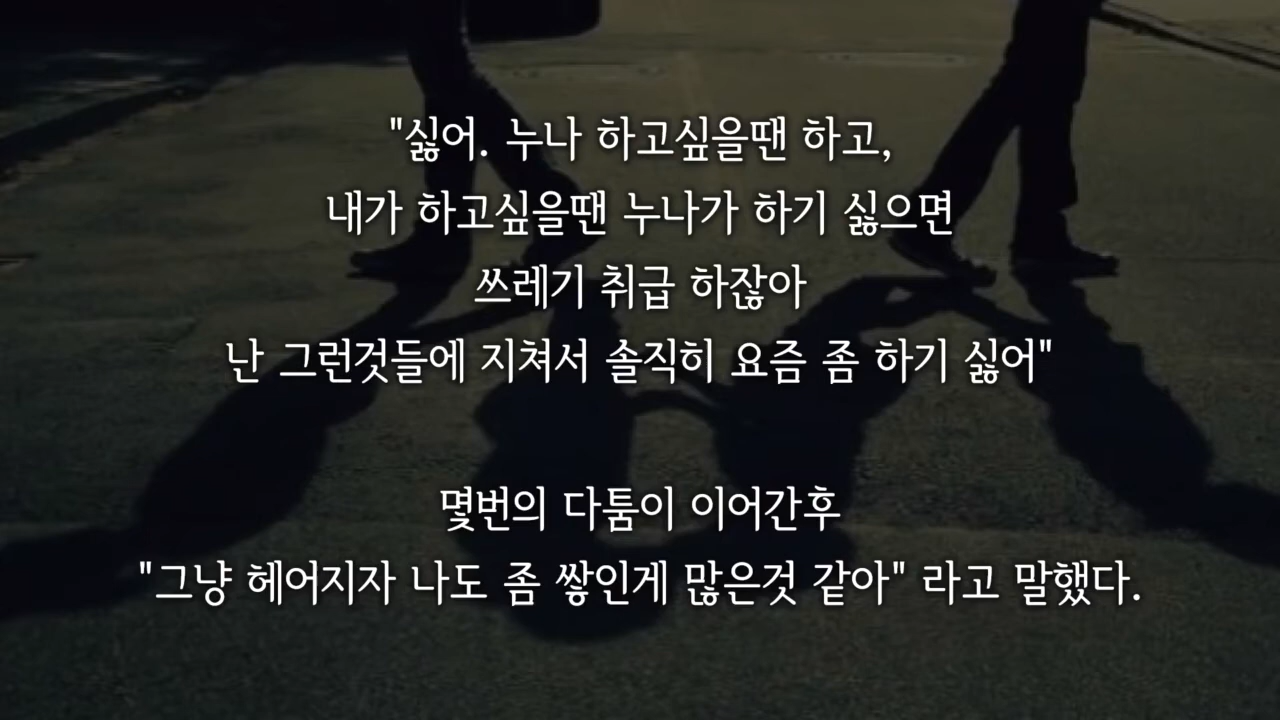 "싫어. 누나 하고싶을땐 하고,
내가 하고싶을땐 누나가 하기 싫으면
쓰레기 취급 하잖아
난 그런것들에 지쳐서 솔직히 요즘 좀 하기 싫어"
몇번의 다툼이 이어간후
"그냥 헤어지자 나도 좀 쌓인게 많은것 같아" 라고 말했다.